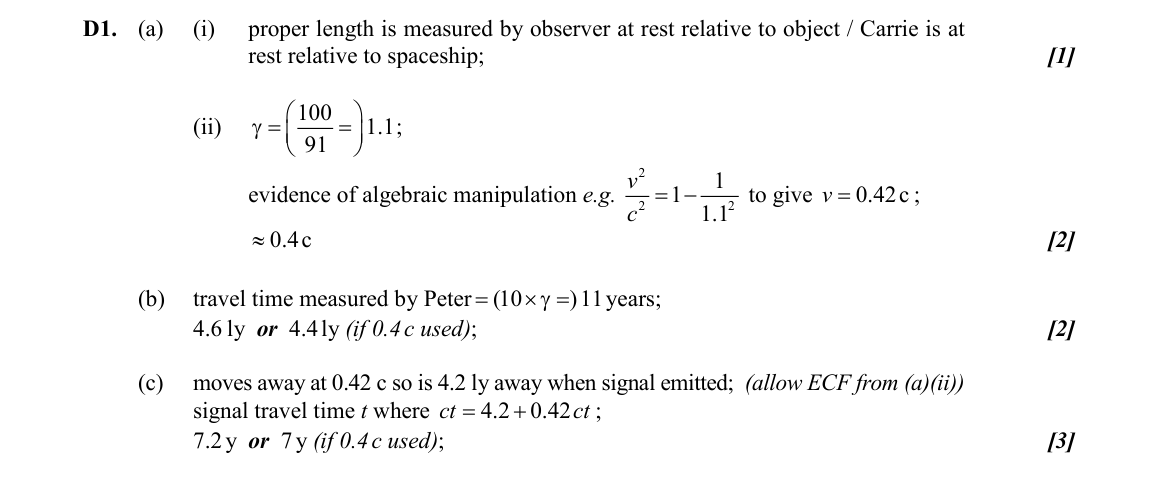 D1. (a) (i) proper length is measured by observer at rest relative to object / Carrie is at
rest relative to spaceship; [1]
(ii) γ = (100/91 =) 1.1;
evidence of algebraic manipulation e.g. v²/c² = 1 − 1/1.1² to give v = 0.42 c ;
≈ 0.4 c [2]
(b) travel time measured by Peter = (10 × γ =) 11 years;
4.6 ly or 4.4 ly (if 0.4 c used); [2]
(c) moves away at 0.42 c so is 4.2 ly away when signal emitted; (allow ECF from (a)(ii))
signal travel time t where ct = 4.2 + 0.42 ct ;
7.2 y or 7 y (if 0.4 c used); [3]